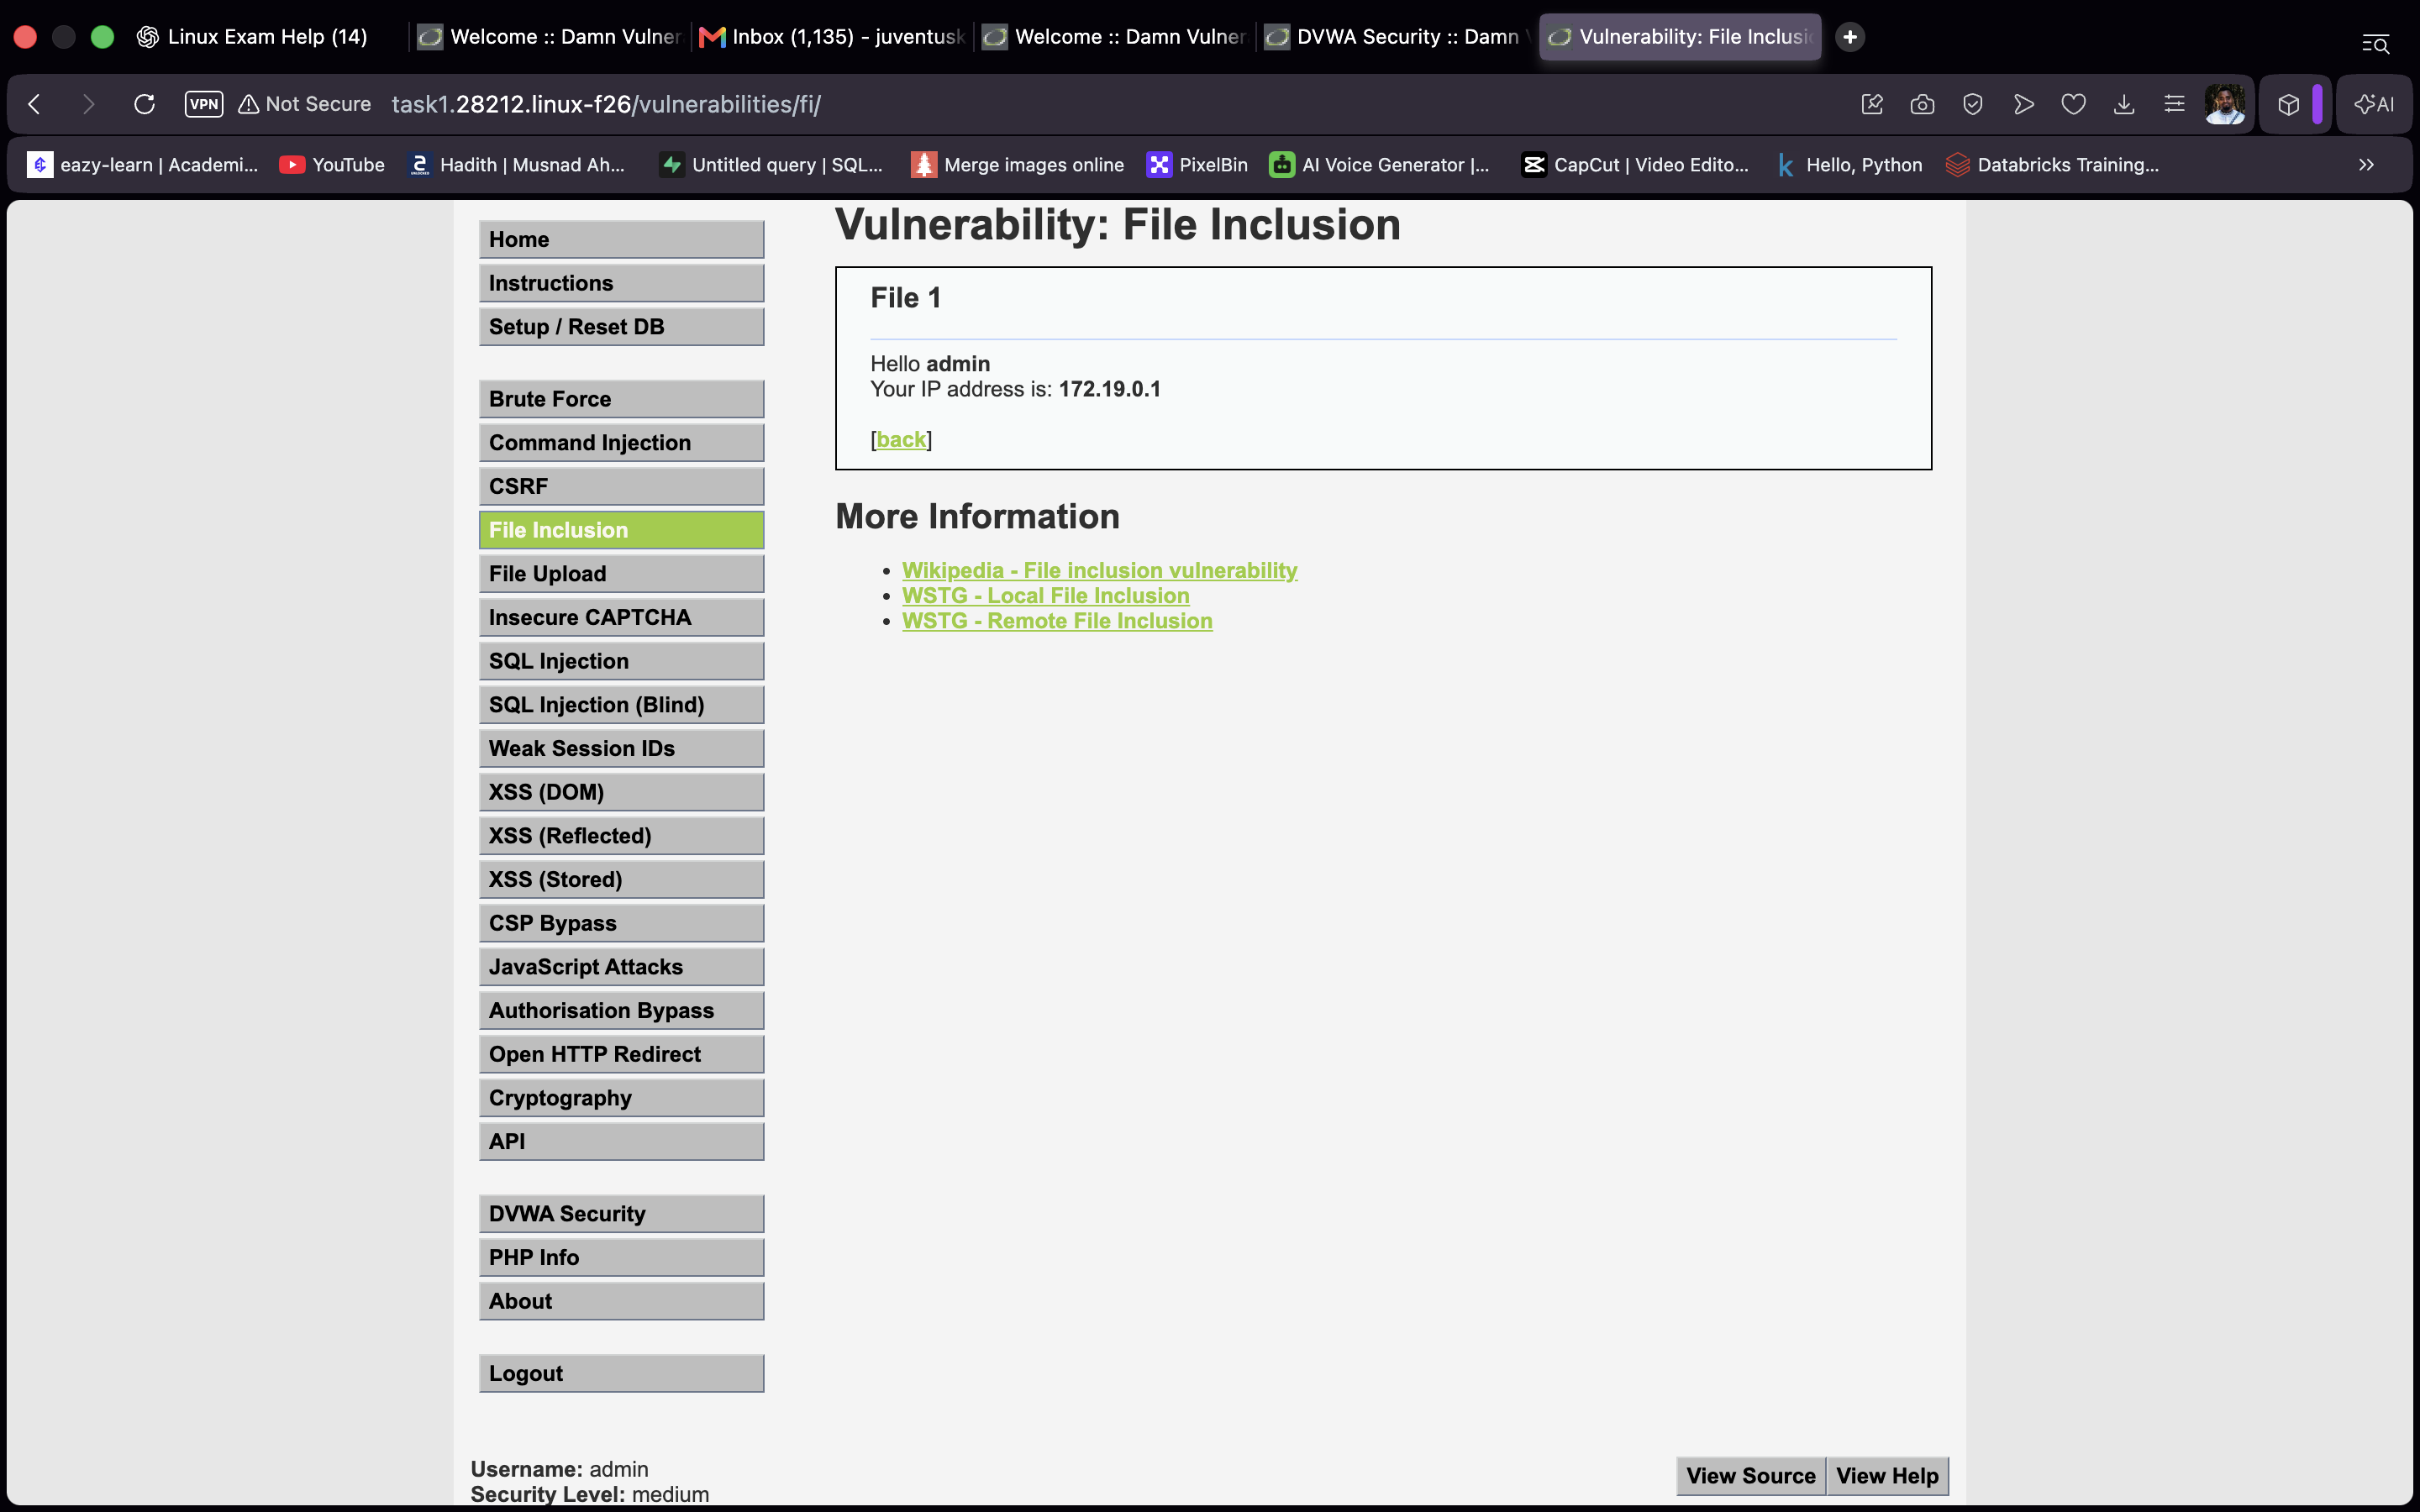 Linux Exam Help (14)
Welcome :: Damn Vulner
Inbox (1,135) - juventusk
Welcome :: Damn Vulner
DVWA Security :: Damn
Vulnerability: File Inclusi
VPN
Not Secure
task1.28212.linux-f26/vulnerabilities/fi/
AI
eazy-learn | Academi...
YouTube
Hadith | Musnad Ah...
Untitled query | SQL...
Merge images online
PixelBin
AI Voice Generator |...
CapCut | Video Edito...
Hello, Python
Databricks Training...
Home
Instructions
Setup / Reset DB
Brute Force
Command Injection
CSRF
File Inclusion
File Upload
Insecure CAPTCHA
SQL Injection
SQL Injection (Blind)
Weak Session IDs
XSS (DOM)
XSS (Reflected)
XSS (Stored)
CSP Bypass
JavaScript Attacks
Authorisation Bypass
Open HTTP Redirect
Cryptography
API
DVWA Security
PHP Info
About
Logout
Username: admin
Security Level: medium
Vulnerability: File Inclusion
File 1
Hello admin
Your IP address is: 172.19.0.1
[back]
More Information
Wikipedia - File inclusion vulnerability
WSTG - Local File Inclusion
WSTG - Remote File Inclusion
View Source
View Help